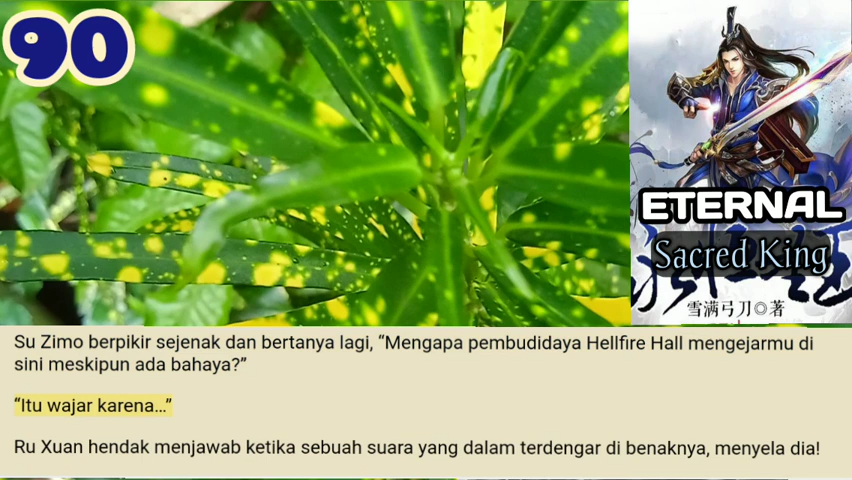 90
ETERNAL
Sacred King
雪满弓刀◎著
Su Zimo berpikir sejenak dan bertanya lagi, “Mengapa pembudidaya Hellfire Hall mengejarmu di
sini meskipun ada bahaya?”
“Itu wajar karena…”
Ru Xuan hendak menjawab ketika sebuah suara yang dalam terdengar di benaknya, menyela dia!